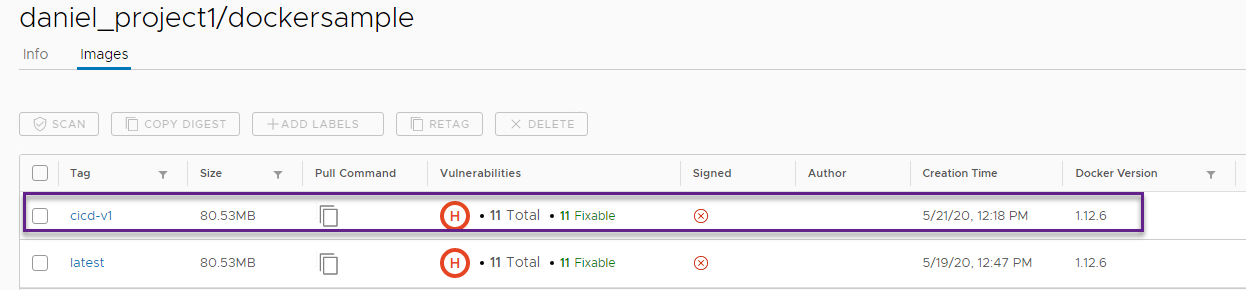 daniel_project1/dockersample
Info Images
SCAN COPY DIGEST +ADD LABELS RETAG DELETE
Tag Size Pull Command Vulnerabilities Signed Author Creation Time Docker Version
cicd-v1 80.53MB H • 11 Total • 11 Fixable 5/21/20, 12:18 PM 1.12.6
latest 80.53MB H • 11 Total • 11 Fixable 5/19/20, 12:47 PM 1.12.6